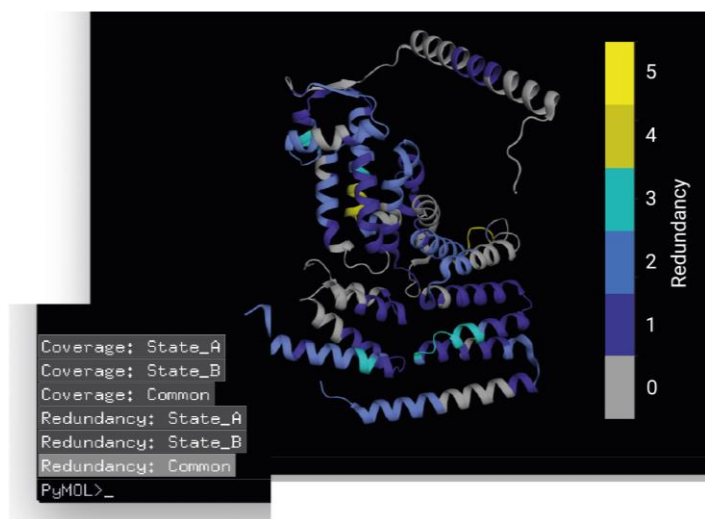 5
4
3
2
1
0
Redundancy
Coverage: State_A
Coverage: State_B
Coverage: Common
Redundancy: State_A
Redundancy: State_B
Redundancy: Common
PyMOL>_